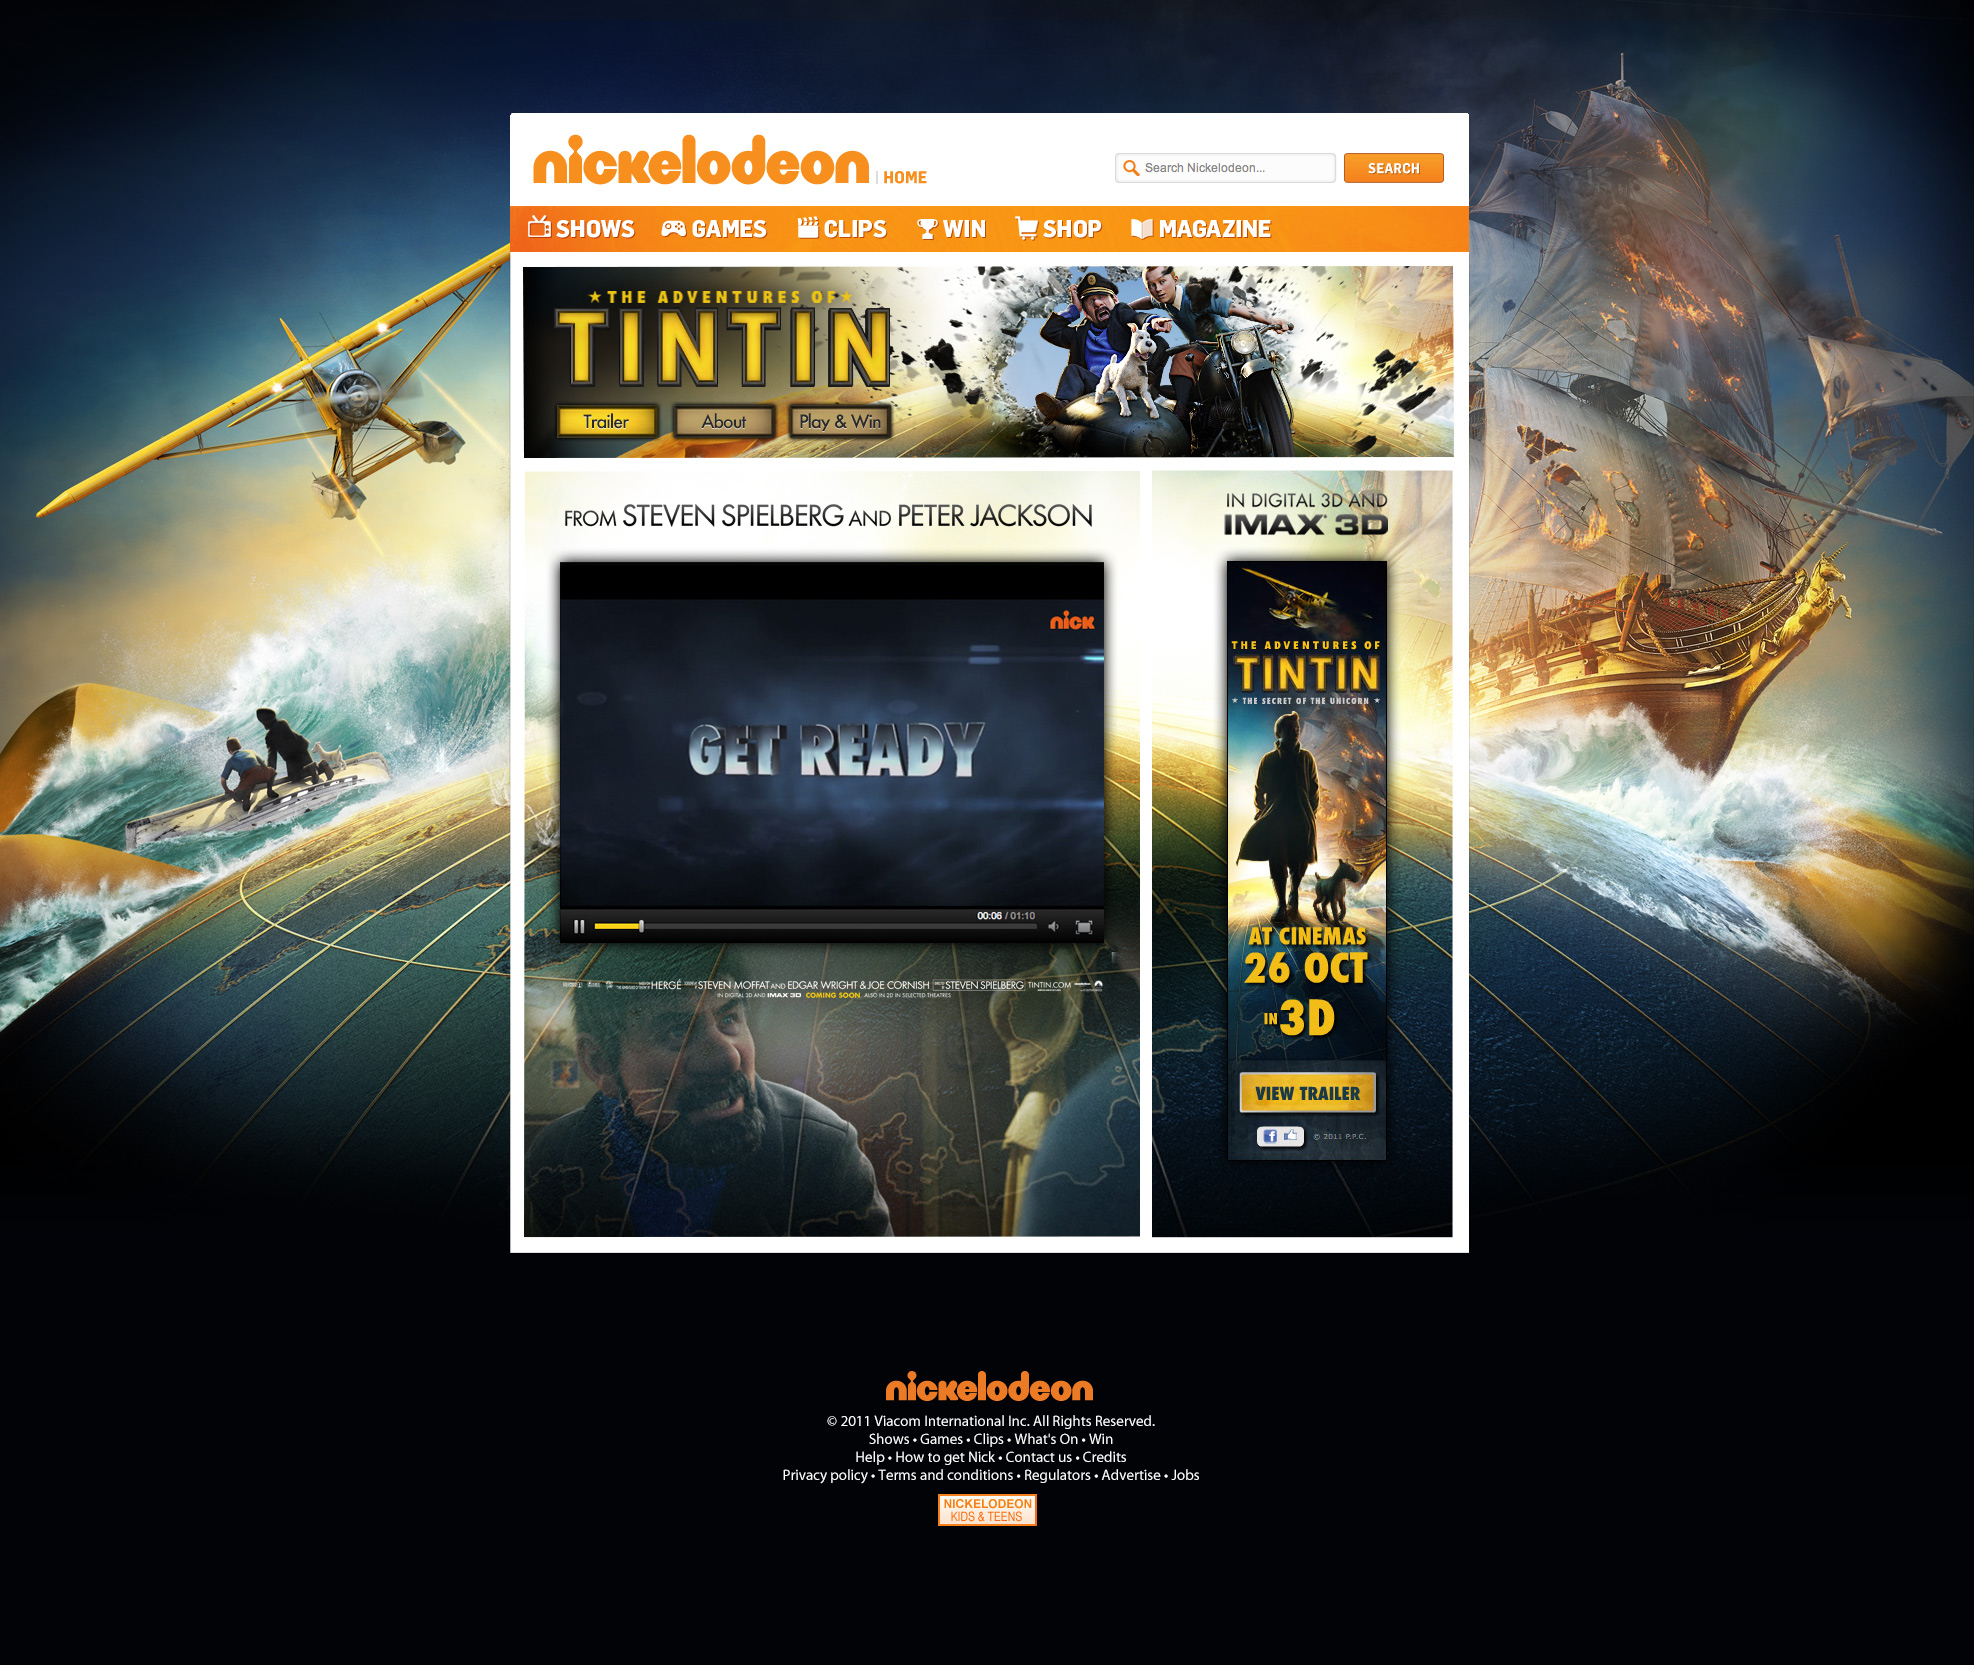 nickelodeon | HOME
Search Nickelodeon...
SEARCH
SHOWS GAMES CLIPS WIN SHOP MAGAZINE
★ THE ADVENTURES OF ★
TINTIN
Trailer About Play & Win
FROM STEVEN SPIELBERG AND PETER JACKSON
nick
GET READY
00:06 / 01:10
HERGÉ STEVEN MOFFAT AND EDGAR WRIGHT & JOE CORNISH STEVEN SPIELBERG TINTIN.COM
IN DIGITAL 3D AND IMAX 3D COMING SOON ALSO IN 2D IN SELECTED THEATRES
IN DIGITAL 3D AND
IMAX 3D
THE ADVENTURES OF
TINTIN
★ THE SECRET OF THE UNICORN ★
AT CINEMAS
26 OCT
IN 3D
VIEW TRAILER
© 2011 P.P.C.
nickelodeon
© 2011 Viacom International Inc. All Rights Reserved.
Shows • Games • Clips • What's On • Win
Help • How to get Nick • Contact us • Credits
Privacy policy • Terms and conditions • Regulators • Advertise • Jobs
NICKELODEON
KIDS & TEENS